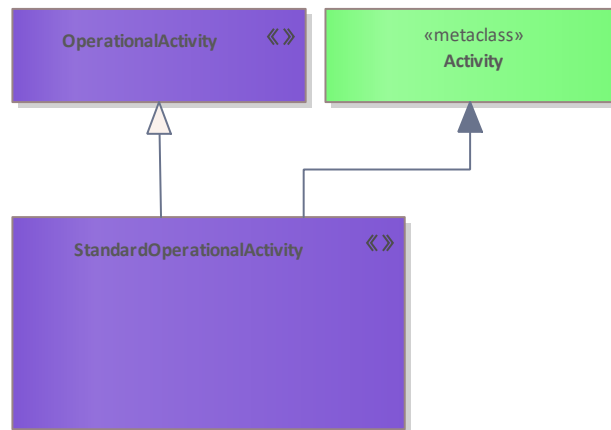 OperationalActivity «»
«metaclass»
Activity
StandardOperationalActivity «»